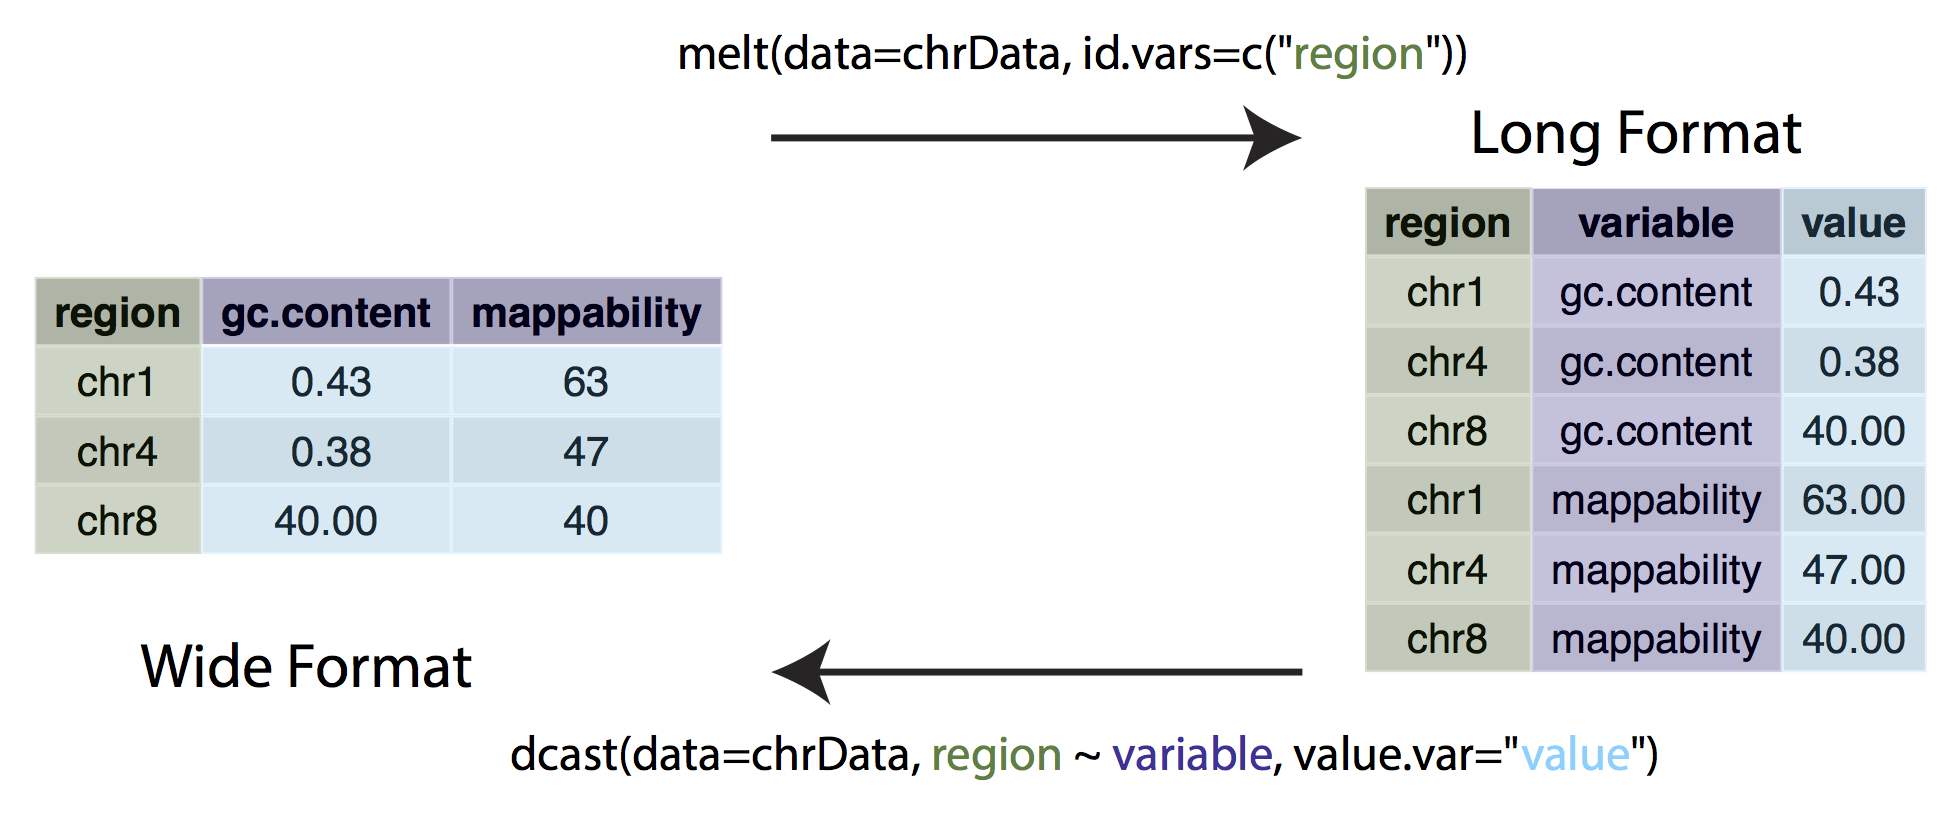 melt(data=chrData, id.vars=c("region"))
Long Format
region variable value
chr1 gc.content 0.43
chr4 gc.content 0.38
chr8 gc.content 40.00
chr1 mappability 63.00
chr4 mappability 47.00
chr8 mappability 40.00
region gc.content mappability
chr1 0.43 63
chr4 0.38 47
chr8 40.00 40
Wide Format
dcast(data=chrData, region ~ variable, value.var="value")